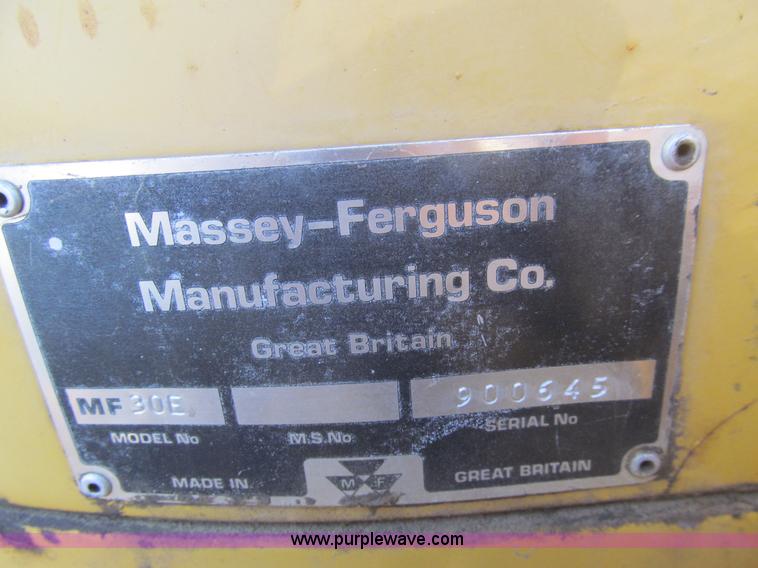 Massey-Ferguson
Manufacturing Co.
Great Britain
MF 30E 900645
MODEL No M.S.No SERIAL No
MADE IN M F GREAT BRITAIN
www.purplewave.com